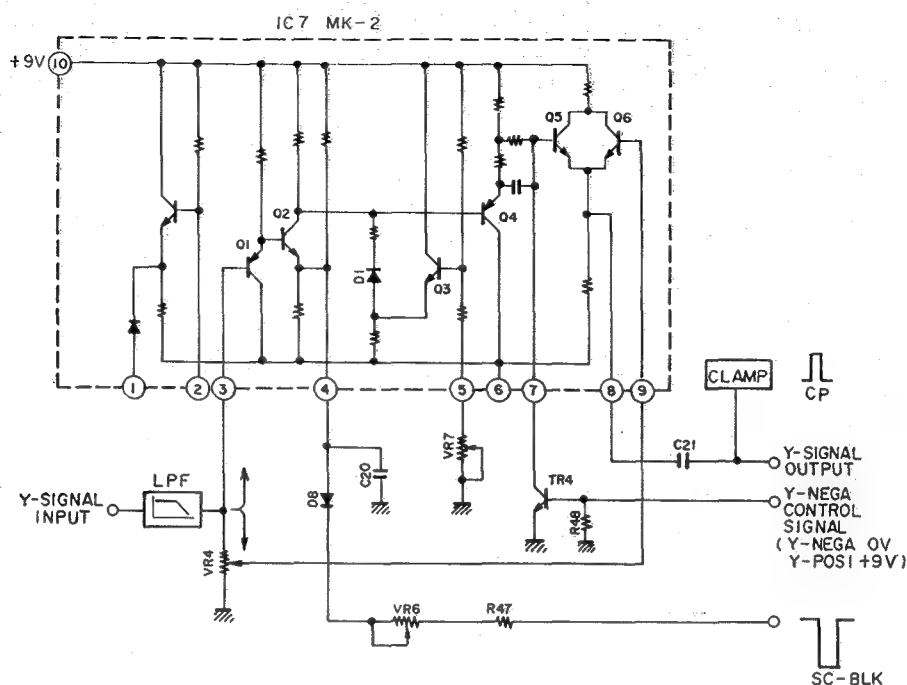 IC7 MK-2
+9V 10
Q5
Q6
Q2
Q4
Q1
D1
Q3
1
2
3
4
5
6
7
8
9
CLAMP
CP
VR7
C21
Y-SIGNAL
OUTPUT
LPF
C20
Y-SIGNAL
INPUT
D8
TR4
R48
Y-NEGA
CONTROL
SIGNAL
(Y-NEGA 0V
Y-POSI +9V)
VR4
VR6
R47
SC-BLK